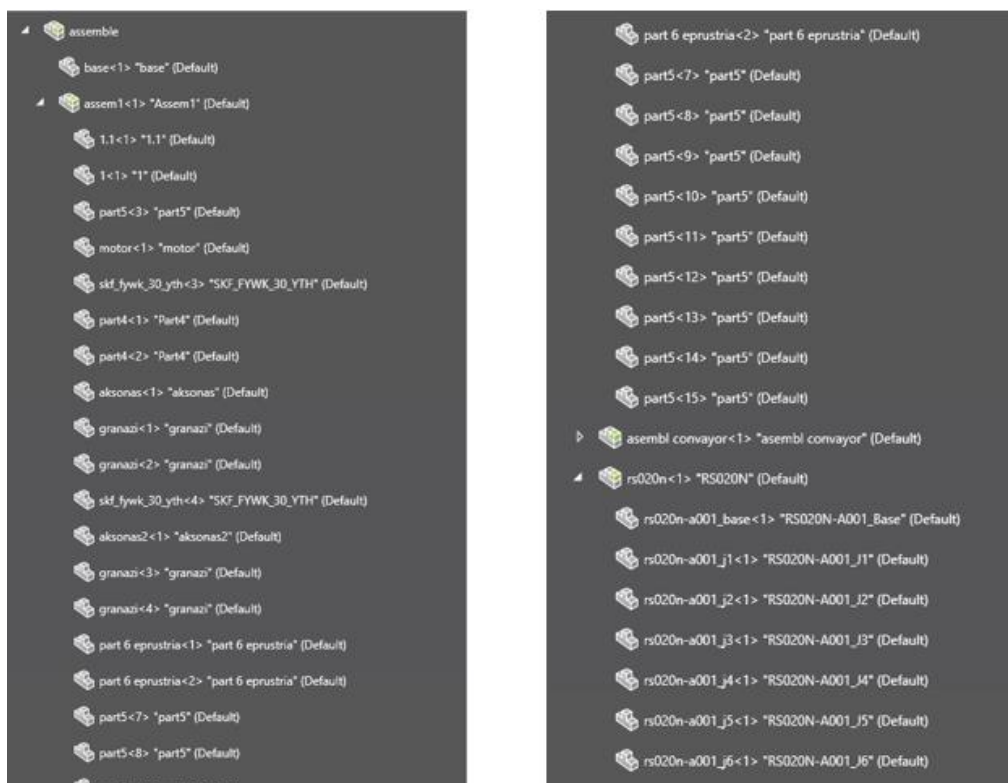 assemble
base<1> "base" (Default)
assem1<1> "Assem1" (Default)
1.1<1> "1.1" (Default)
1<1> "1" (Default)
part5<3> "part5" (Default)
motor<1> "motor" (Default)
skf_fywk_30_yth<3> "SKF_FYWK_30_YTH" (Default)
part4<1> "Part4" (Default)
part4<2> "Part4" (Default)
aksonas<1> "aksonas" (Default)
granazi<1> "granazi" (Default)
granazi<2> "granazi" (Default)
skf_fywk_30_yth<4> "SKF_FYWK_30_YTH" (Default)
aksonas2<1> "aksonas2" (Default)
granazi<3> "granazi" (Default)
granazi<4> "granazi" (Default)
part 6 eprustria<1> "part 6 eprustria" (Default)
part 6 eprustria<2> "part 6 eprustria" (Default)
part5<7> "part5" (Default)
part5<8> "part5" (Default)
part 6 eprustria<2> "part 6 eprustria" (Default)
part5<7> "part5" (Default)
part5<8> "part5" (Default)
part5<9> "part5" (Default)
part5<10> "part5" (Default)
part5<11> "part5" (Default)
part5<12> "part5" (Default)
part5<13> "part5" (Default)
part5<14> "part5" (Default)
part5<15> "part5" (Default)
asembl convayor<1> "asembl convayor" (Default)
rs020n<1> "RS020N" (Default)
rs020n-a001_base<1> "RS020N-A001_Base" (Default)
rs020n-a001_j1<1> "RS020N-A001_J1" (Default)
rs020n-a001_j2<1> "RS020N-A001_J2" (Default)
rs020n-a001_j3<1> "RS020N-A001_J3" (Default)
rs020n-a001_j4<1> "RS020N-A001_J4" (Default)
rs020n-a001_j5<1> "RS020N-A001_J5" (Default)
rs020n-a001_j6<1> "RS020N-A001_J6" (Default)